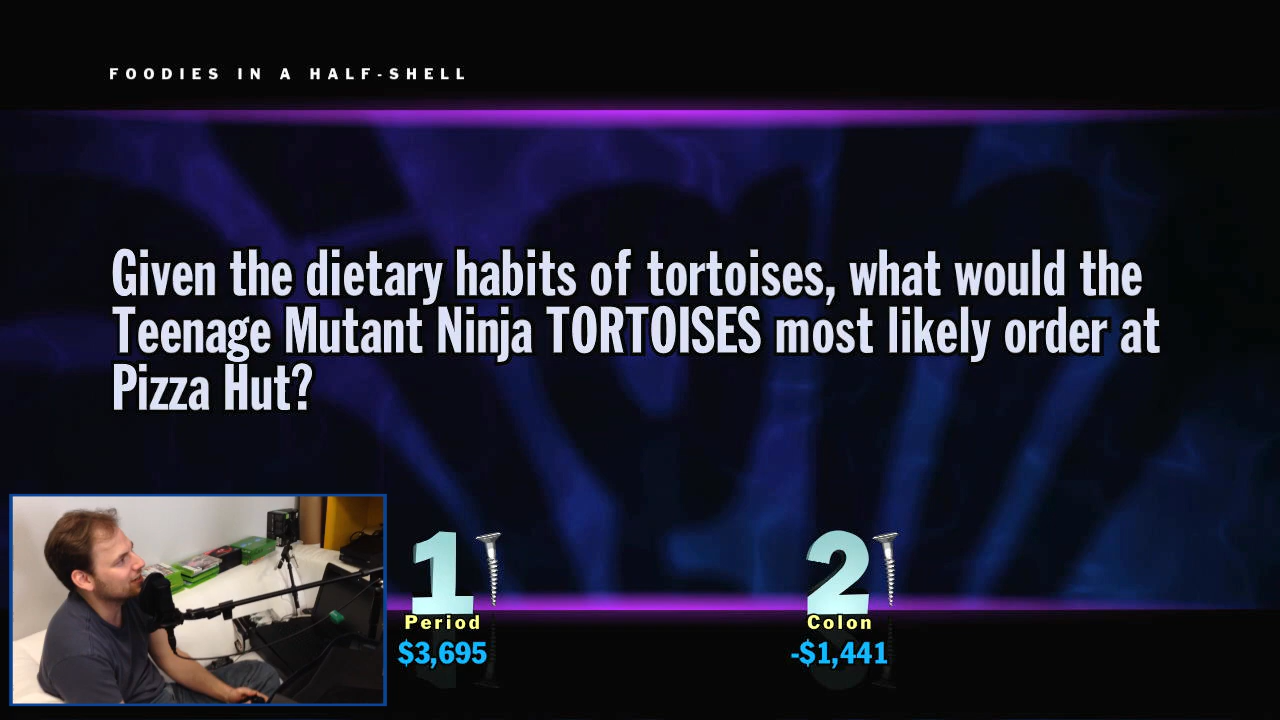 FOODIES IN A HALF-SHELL
Given the dietary habits of tortoises, what would the
Teenage Mutant Ninja TORTOISES most likely order at
Pizza Hut?
1
2
Period
Colon
$3,695
-$1,441